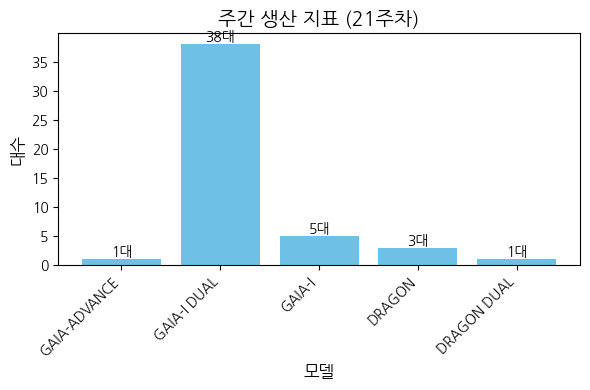 주간 생산 지표 (21주차)
대수
35
30
25
20
15
10
5
0
1대
38대
5대
3대
1대
GAIA-ADVANCE
GAIA-I DUAL
GAIA-I
DRAGON
DRAGON DUAL
모델